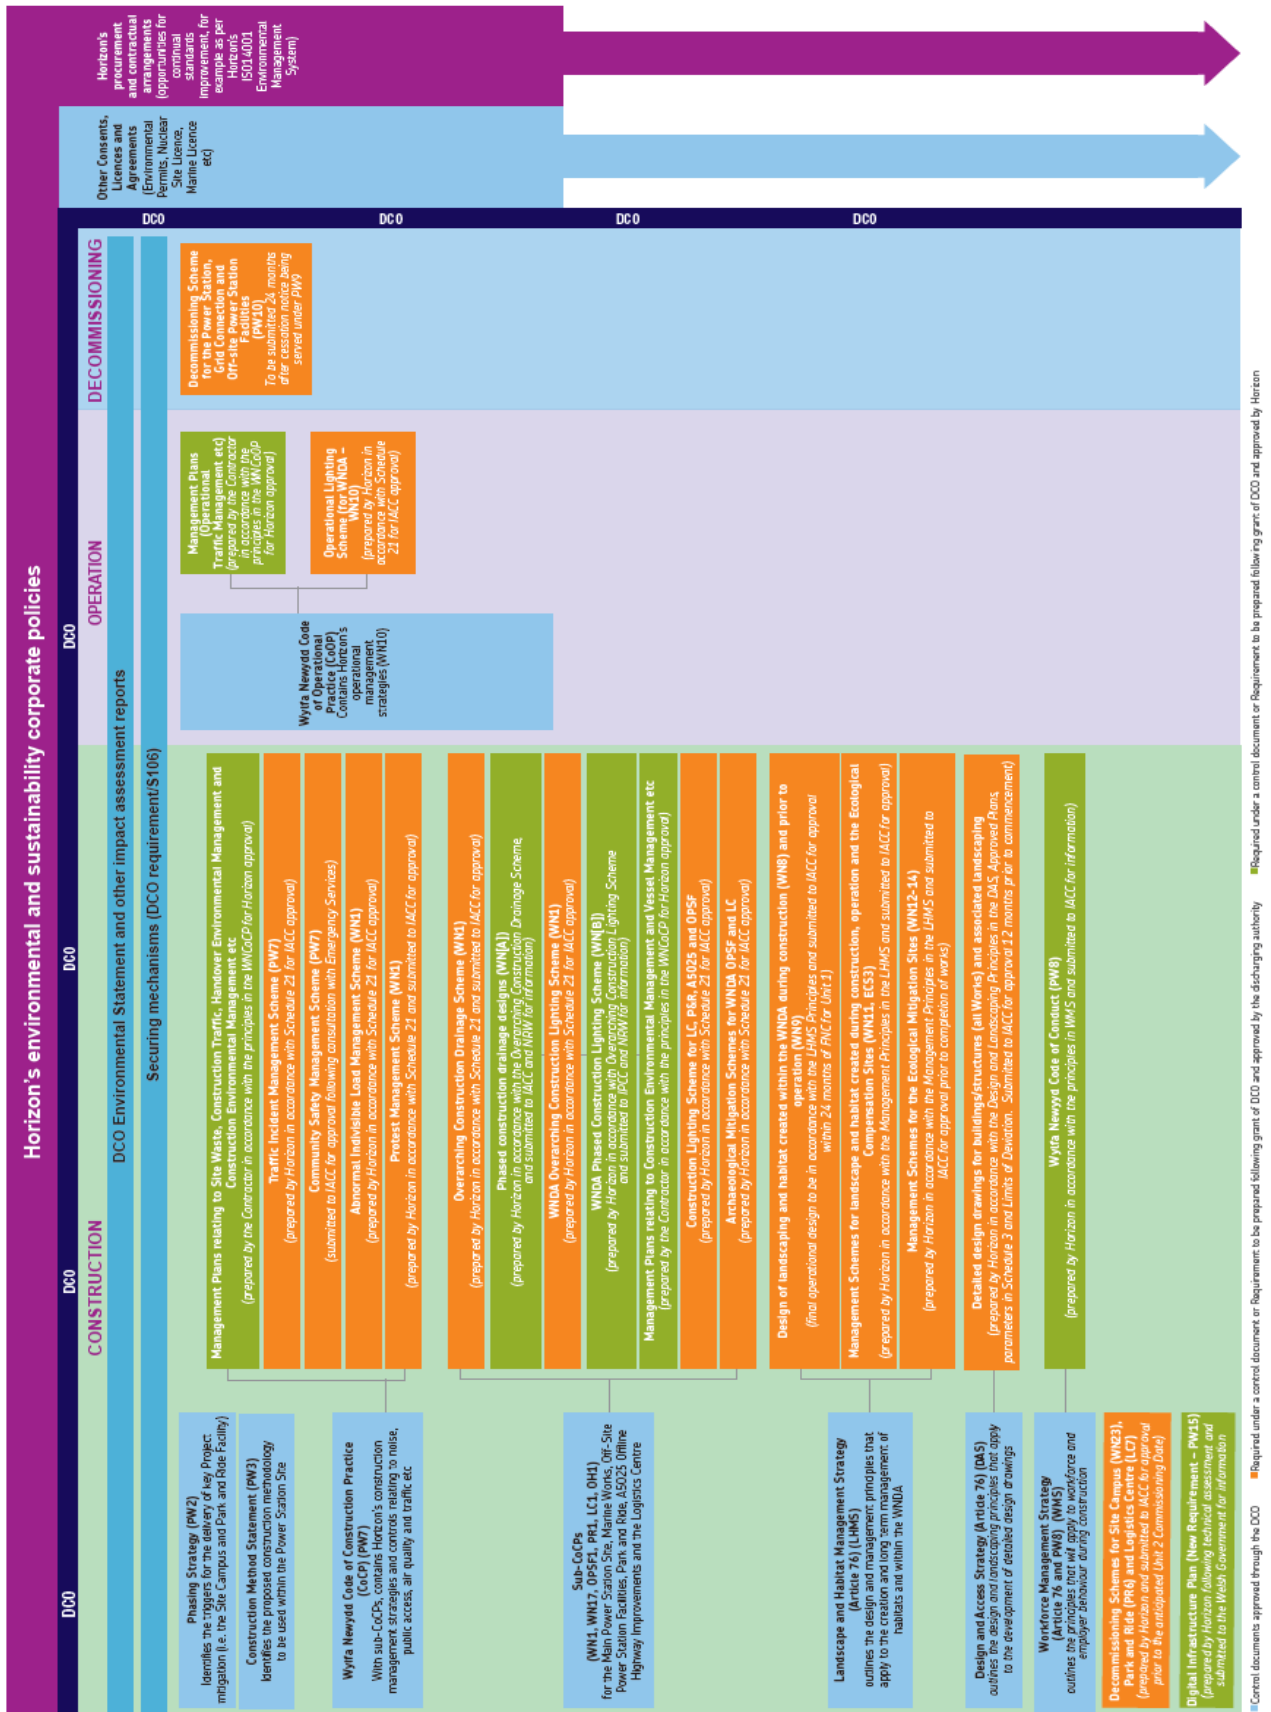 Horizon's environmental and sustainability corporate policies
DCO
DCO
DCO
DCO
CONSTRUCTION
OPERATION
DECOMMISSIONING
DCO Environmental Statement and other impact assessment reports
Securing mechanisms (DCO requirement/S106)
Phasing Strategy (PW2)
Identifies the triggers for the delivery of key Project
mitigation (i.e. the Site Campus and Park and Ride Facility)
Construction Method Statement (PW3)
Identifies the proposed construction methodology
to be used within the Power Station Site
Wylfa Newydd Code of Construction Practice
(CoCP) (PW7)
With sub-CoCPs, contains Horizon's construction
management strategies and controls relating to noise,
public access, air quality and traffic etc
Management Plans relating to Site Waste, Construction Traffic, Handover Environmental Management and
Construction Environmental Management etc
(prepared by the Contractor in accordance with the principles in the WNCoCP for Horizon approval)
Traffic Incident Management Scheme (PW7)
(prepared by Horizon in accordance with Schedule 21 for IACC approval)
Community Safety Management Scheme (PW7)
(submitted to IACC for approval following consultation with Emergency Services)
Abnormal Indivisible Load Management Scheme (WN1)
(prepared by Horizon in accordance with Schedule 21 for IACC approval)
Protest Management Scheme (WN1)
(prepared by Horizon in accordance with Schedule 21 and submitted to IACC for approval)
Sub-CoCPs
(WN1, WN17, OPSF1, PR1, LC1, OH1)
for the Main Power Station Site, Marine Works, Off-Site
Power Station Facilities, Park and Ride, A5025 Offline
Highway Improvements and the Logistics Centre
Overarching Construction Drainage Scheme (WN1)
(prepared by Horizon in accordance with Schedule 21 and submitted to IACC for approval)
Phased construction drainage designs (WN[A])
(prepared by Horizon in accordance with the Overarching Construction Drainage Scheme,
and submitted to IACC and NRW for information)
WNDA Overarching Construction Lighting Scheme (WN1)
(prepared by Horizon in accordance with Schedule 21 for IACC approval)
WNDA Phased Construction Lighting Scheme (WN[B])
(prepared by Horizon in accordance with Overarching Construction Lighting Scheme
and submitted to IPCC and NRW for information)
Management Plans relating to Construction Environmental Management and Vessel Management etc
(prepared by the Contractor in accordance with the principles in the WNCoCP for Horizon approval)
Construction Lighting Scheme for LC, P&R, A5025 and OPSF
(prepared by Horizon in accordance with Schedule 21 for IACC approval)
Archaeological Mitigation Schemes for WNDA OPSF and LC
(prepared by Horizon in accordance with Schedule 21 for IACC approval)
Landscape and Habitat Management Strategy
(Article 76) (LHMS)
outlines the design and management principles that
apply to the creation and long term management of
habitats and within the WNDA
Design of landscaping and habitat created within the WNDA during construction (WN8) and prior to
operation (WN9)
(final operational design to be in accordance with the LHMS Principles and submitted to IACC for approval
within 24 months of FNC for Unit 1)
Management Schemes for landscape and habitat created during construction, operation and the Ecological
Compensation Sites (WN11, ECS3)
(prepared by Horizon in accordance with the Management Principles in the LHMS and submitted to IACC for approval)
Management Schemes for the Ecological Mitigation Sites (WN12-14)
(prepared by Horizon in accordance with the Management Principles in the LHMS and submitted to
IACC for approval prior to completion of works)
Design and Access Strategy (Article 76) (DAS)
outlines the design and landscaping principles that apply
to the development of detailed design drawings
Detailed design drawings for buildings/structures (all Works) and associated landscaping
(prepared by Horizon in accordance with the Design and Landscaping Principles in the DAS, Approved Plans,
parameters in Schedule 3 and Limits of Deviation. Submitted to IACC for approval 12 months prior to commencement)
Workforce Management Strategy
(Article 76 and PW8) (WMS)
outlines the principles that will apply to workforce and
employer behaviour during construction
Wylfa Newyyd Code of Conduct (PW8)
(prepared by Horizon in accordance with the principles in WMS and submitted to IACC for information)
Decommissioning Schemes for Site Campus (WN23),
Park and Ride (PR6) and Logistics Centre (LC7)
(prepared by Horizon and submitted to IACC for approval
prior to the anticipated Unit 2 Commissioning Date)
Digital Infrastructure Plan (New Requirement – PW15)
(prepared by Horizon following technical assessment and
submitted to the Welsh Government for information
Wylfa Newydd Code
of Operational
Practice (CoOP)
Contains Horizon's
operational
management
strategies (WN10)
Management Plans
(Operational
Traffic Management etc)
(prepared by the Contractor
in accordance with the
principles in the WNCoOP
for Horizon approval)
Operational Lighting
Scheme (for WNDA –
WN10)
(prepared by Horizon in
accordance with Schedule
21 for IACC approval)
Decommissioning Scheme
for the Power Station,
Grid Connection and
Off-site Power Station
Facilities
(PW10)
To be submitted 24 months
after cessation notice being
served under PW9
DCO
DCO
DCO
DCO
Other Consents,
Licences and
Agreements
(Environmental
Permits, Nuclear
Site Licence,
Marine Licence
etc)
Horizon's
procurement
and contractual
arrangements
(opportunities for
continual
standards
improvement, for
example as per
Horizon's
ISO14001
Environmental
Management
System)
Control documents approved through the DCO
Required under a control document or Requirement to be prepared following grant of DCO and approved by the discharging authority
Required under a control document or Requirement to be prepared following grant of DCO and approved by Horizon